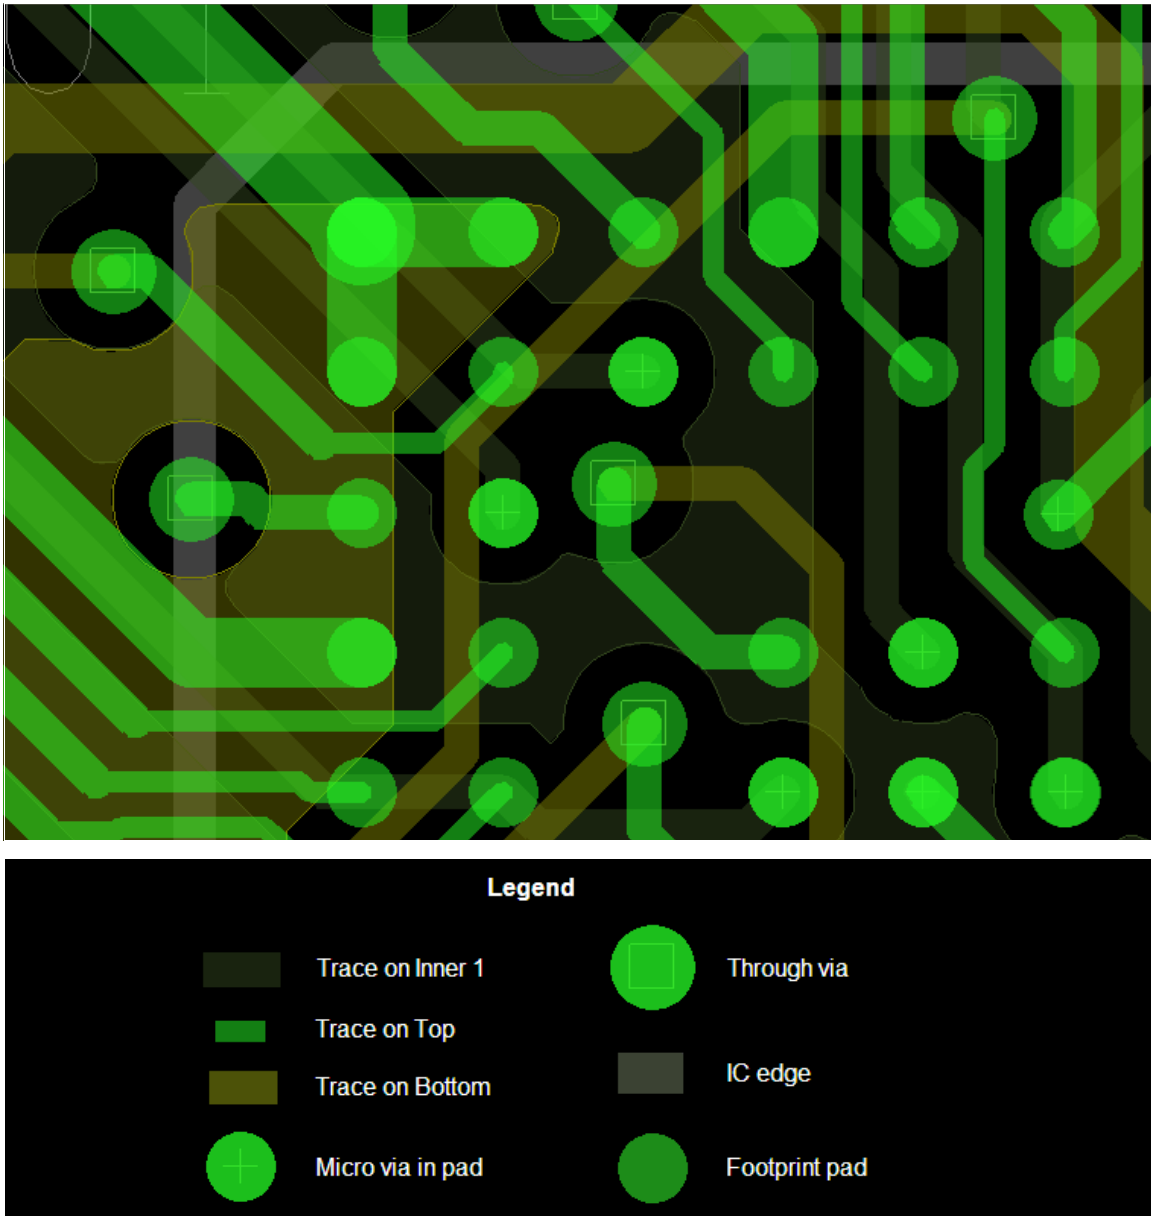 Legend
Trace on Inner 1
Through via
Trace on Top
IC edge
Trace on Bottom
Micro via in pad
Footprint pad